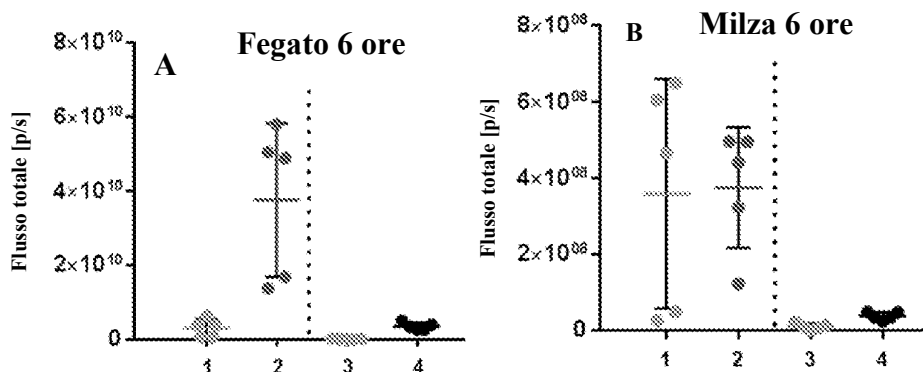 Fegato 6 ore
A
Flusso totale [p/s]
8×10¹⁰
6×10¹⁰
4×10¹⁰
2×10¹⁰
0
1 2 3 4
Milza 6 ore
B
Flusso totale [p/s]
8×10⁰⁸
6×10⁰⁸
4×10⁰⁸
2×10⁰⁸
0
1 2 3 4